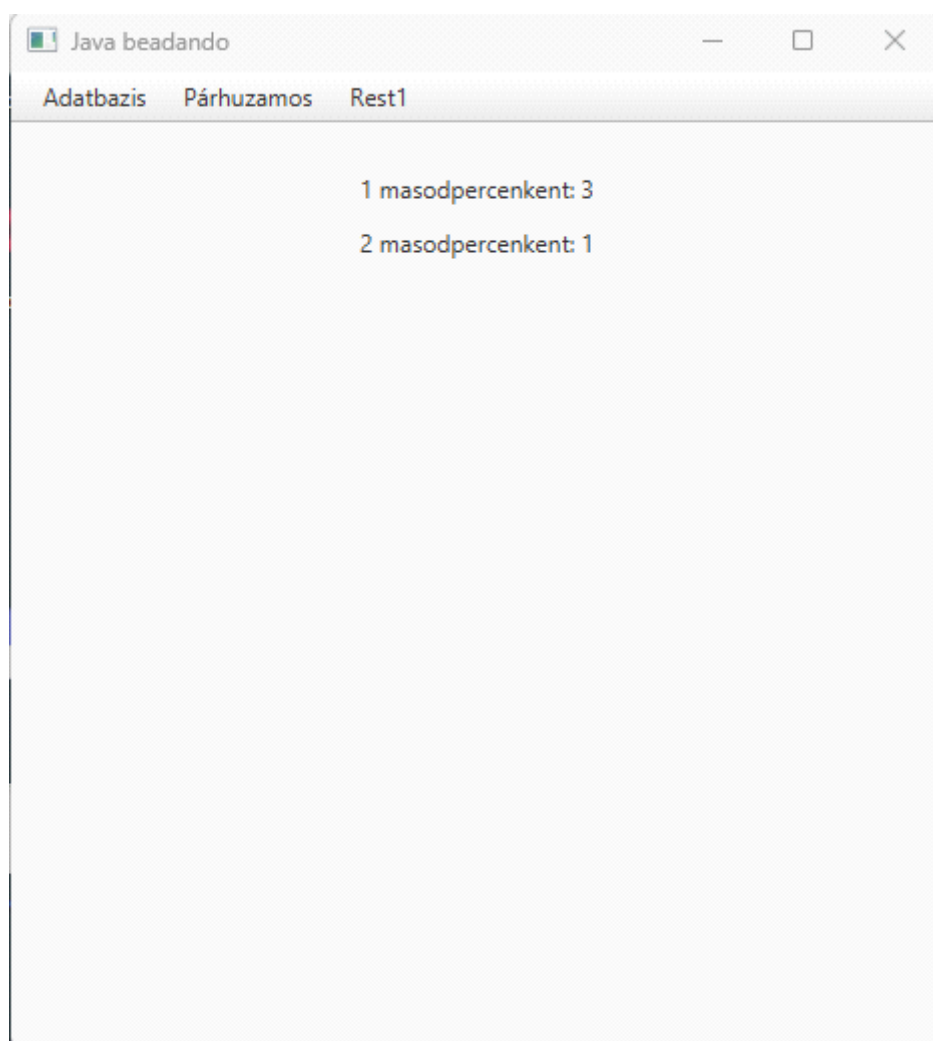 Java beadando
Adatbazis Párhuzamos Rest1
1 masodpercenkent: 3
2 masodpercenkent: 1